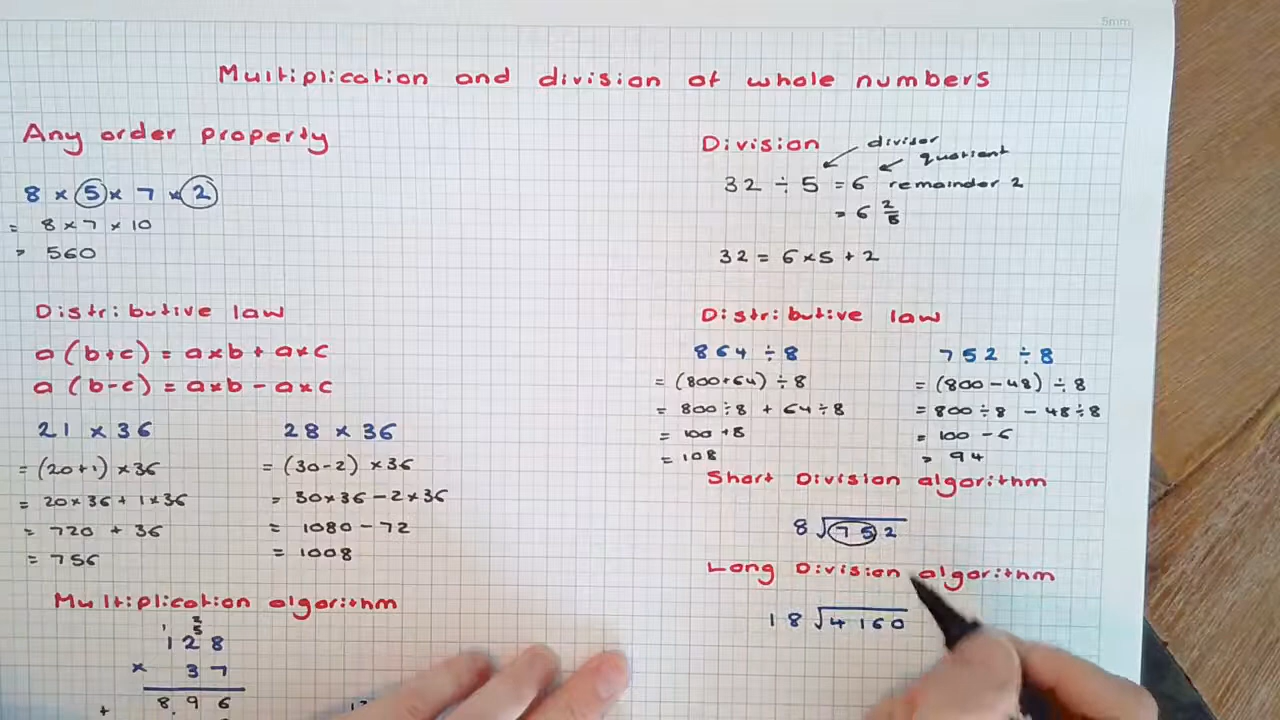 5mm
Multiplication and division of whole numbers
Any order property
8 × 5 × 7 × 2
= 8 × 7 × 10
= 560
Distributive law
a (b+c) = a×b + a×c
a (b-c) = a×b - a×c
21 × 36
= (20+1) × 36
= 20×36 + 1×36
= 720 + 36
= 756
28 × 36
= (30-2) × 36
= 30×36 - 2×36
= 1080 - 72
= 1008
Multiplication algorithm
128
× 37
896
+
Division
divisor
quotient
32 ÷ 5 = 6 remainder 2
= 6 2/5
32 = 6×5 + 2
Distributive law
864 ÷ 8
= (800+64) ÷ 8
= 800÷8 + 64÷8
= 100 + 8
= 108
752 ÷ 8
= (800-48) ÷ 8
= 800÷8 - 48÷8
= 100 - 6
= 94
Short Division algorithm
8 √752
Long Division algorithm
18 √4160